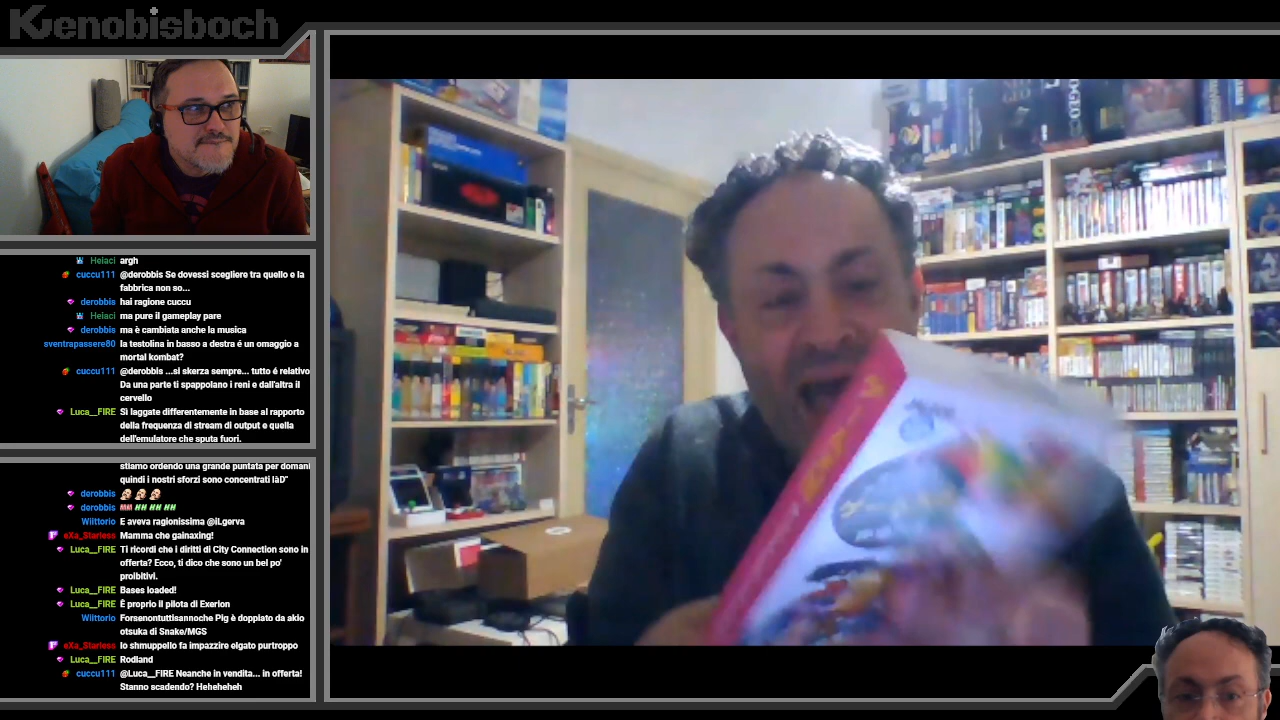 Kenobisboch
Heiaci argh
cuccu111 @derobbis Se dovessi scegliere tra quello e la
fabbrica non so...
derobbis hai ragione cuccu
Heiaci ma pure il gameplay pare
derobbis ma è cambiata anche la musica
sventrapassere80 la testolina in basso a destra é un omaggio a
mortal kombat?
cuccu111 @derobbis ...si skerza sempre... tutto é relativo
Da una parte ti spappolano i reni e dall'altra il
cervello
Luca__FIRE Sì laggate differentemente in base al rapporto
della frequenza di stream di output e quella
dell'emulatore che sputa fuori.
stiamo ordendo una grande puntata per domani
quindi i nostri sforzi sono concentrati làD"
derobbis
derobbis
Wiittorio E aveva ragionissima @iLgerva
eXa_Starless Mamma che gainaxing!
Luca__FIRE Ti ricordi che i diritti di City Connection sono in
offerta? Ecco, ti dico che sono un bel po'
proibitivi.
Luca__FIRE Bases loaded!
Luca__FIRE È proprio il pilota di Exerion
Wiittorio Forsenontuttisannoche Pig è doppiato da akio
otsuka di Snake/MGS
eXa_Starless lo shmuppello fa impazzire elgato purtroppo
Luca__FIRE Rodland
cuccu111 @Luca__FIRE Neanche in vendita... in offerta!
Stanno scadendo? Heheheheh